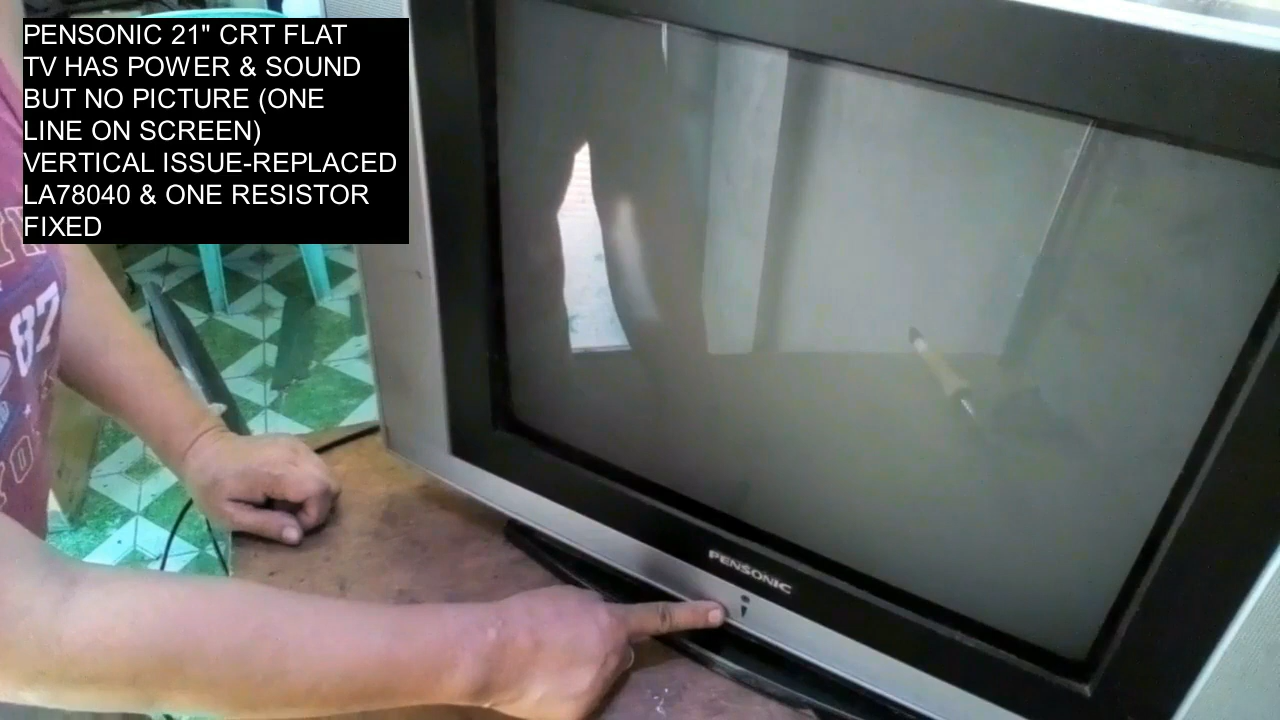 PENSONIC 21" CRT FLAT
TV HAS POWER & SOUND
BUT NO PICTURE (ONE
LINE ON SCREEN)
VERTICAL ISSUE-REPLACED
LA78040 & ONE RESISTOR
FIXED
87
PENSONIC